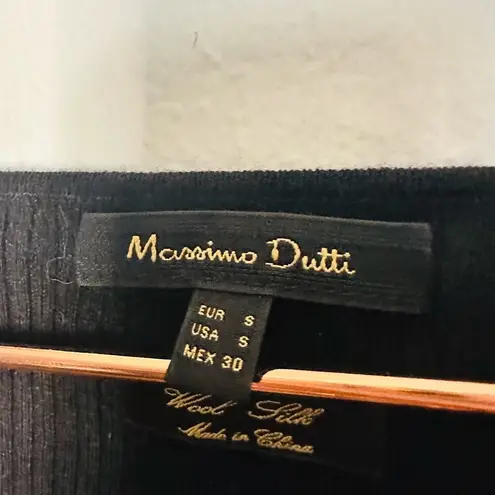 Massimo Dutti
EUR S
USA S
MEX 30
Wool Silk
Made in China